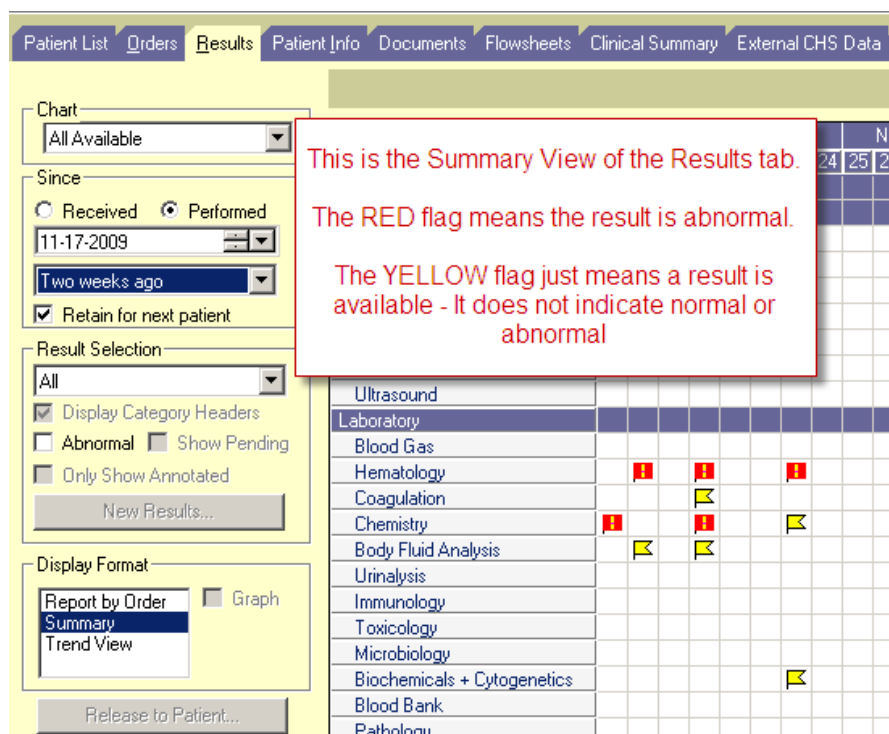 Patient List Orders Results Patient Info Documents Flowsheets Clinical Summary External CHS Data
Chart
All Available
Since
Received Performed
11-17-2009
Two weeks ago
Retain for next patient
Result Selection
All
Display Category Headers
Abnormal Show Pending
Only Show Annotated
New Results...
Display Format
Report by Order Graph
Summary
Trend View
Release to Patient...
This is the Summary View of the Results tab.
The RED flag means the result is abnormal.
The YELLOW flag just means a result is
available - It does not indicate normal or
abnormal
N
24 25 2
Ultrasound
Laboratory
Blood Gas
Hematology
Coagulation
Chemistry
Body Fluid Analysis
Urinalysis
Immunology
Toxicology
Microbiology
Biochemicals + Cytogenetics
Blood Bank
Pathology